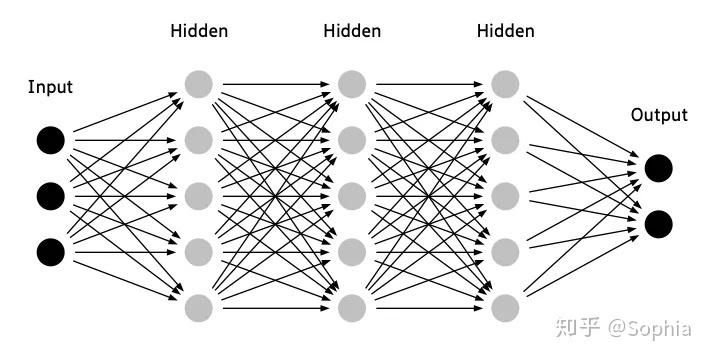 Hidden
Hidden
Hidden
Input
Output
知乎 @Sophia